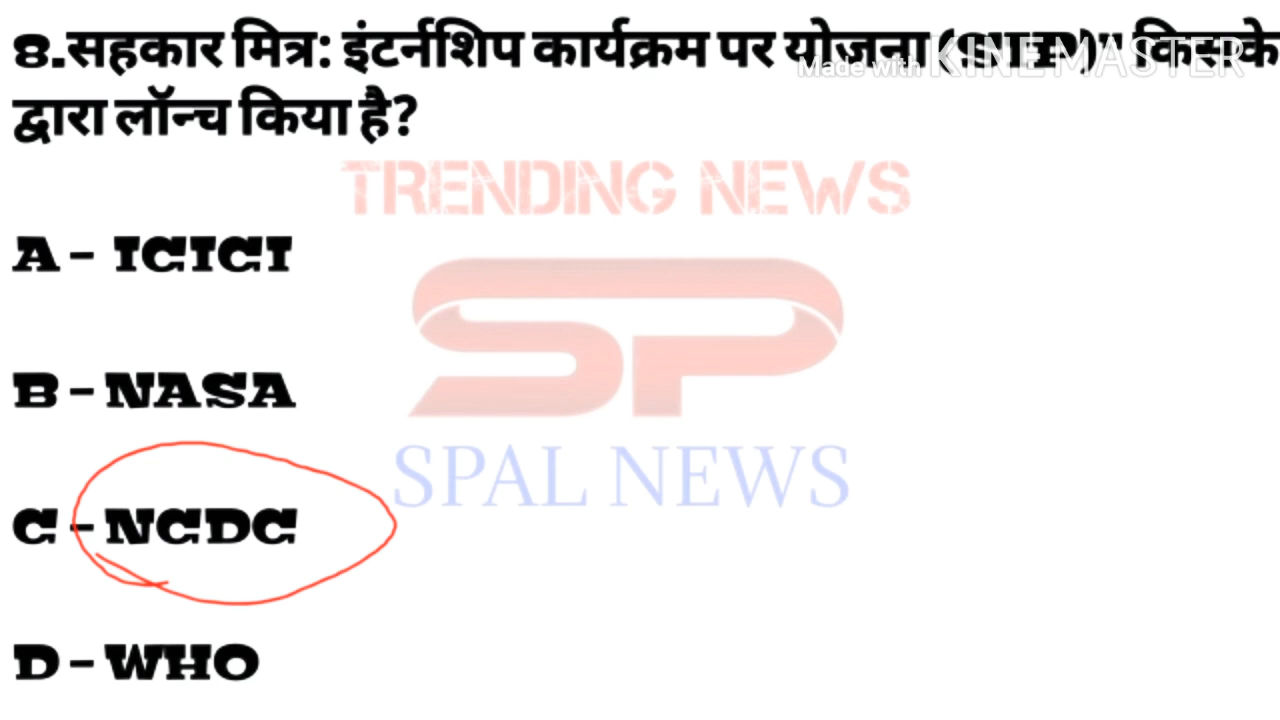 8.सहकार मित्र: इंटर्नशिप कार्यक्रम पर योजना (SIP)" किसके
Made with KINEMASTER
द्वारा लॉन्च किया है?
TRENDING NEWS
A - ICICI
SP
B - NASA
SPAL NEWS
C - NCDC
D - WHO